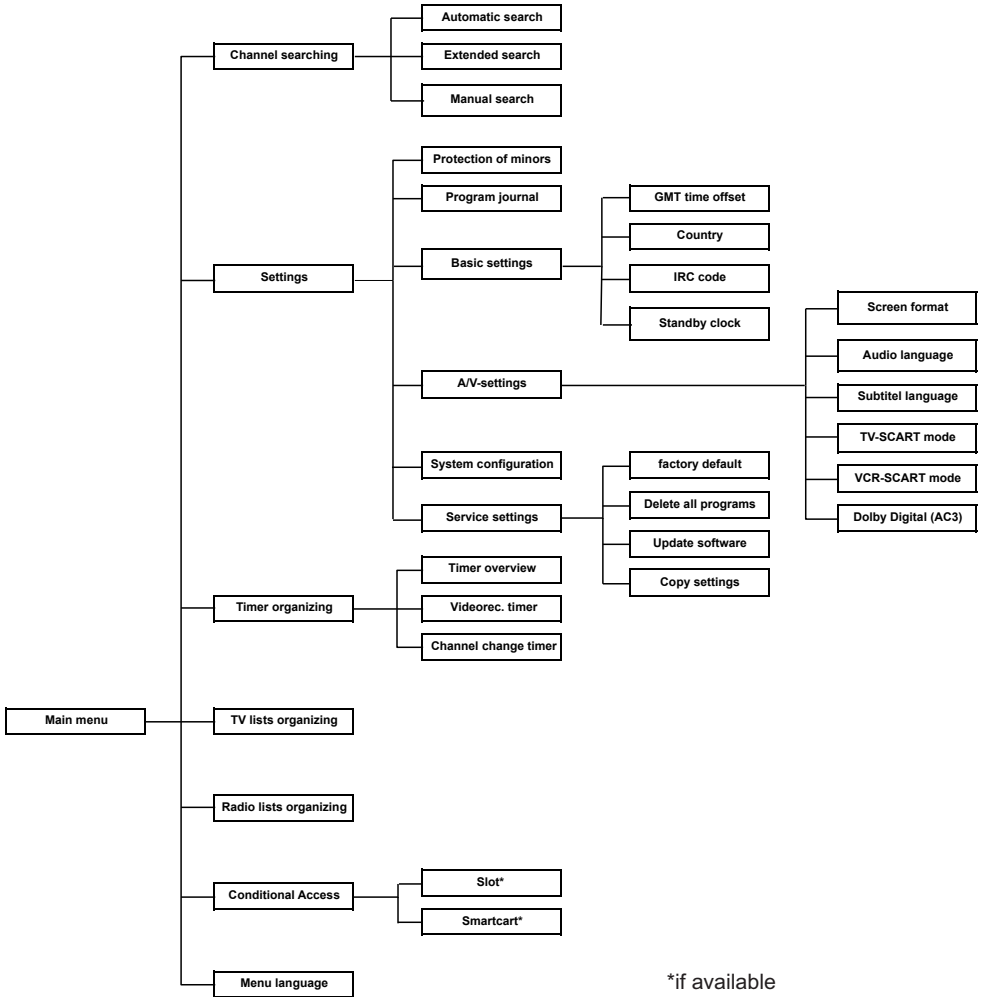 Automatic search
Channel searching
Extended search
Manual search
Protection of minors
Program journal
GMT time offset
Country
Basic settings
Settings
IRC code
Standby clock
Screen format
Audio language
A/V-settings
Subtitel language
TV-SCART mode
System configuration
factory default
VCR-SCART mode
Delete all programs
Service settings
Dolby Digital (AC3)
Update software
Timer overview
Copy settings
Timer organizing
Videorec. timer
Channel change timer
Main menu
TV lists organizing
Radio lists organizing
Slot*
Conditional Access
Smartcart*
Menu language
*if available